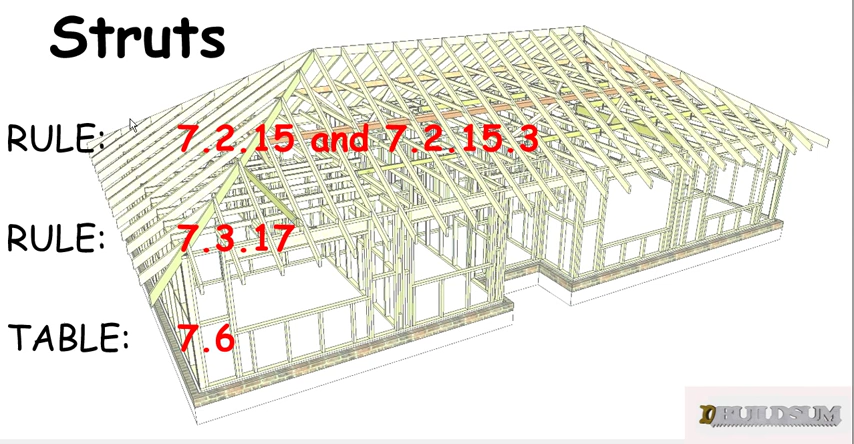 Struts
RULE: 7.2.15 and 7.2.15.3
RULE: 7.3.17
TABLE: 7.6
BUILDSUM